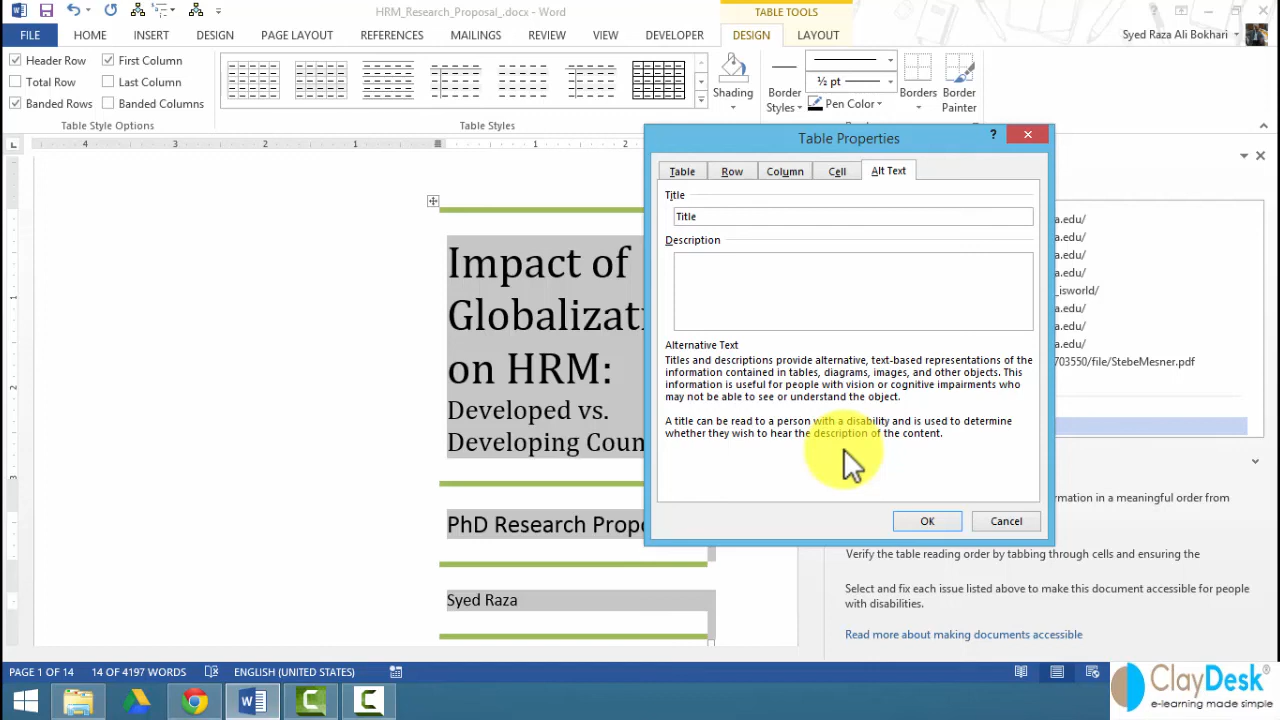 HRM_Research_Proposal_.docx - Word
TABLE TOOLS
?
FILE
HOME
INSERT
DESIGN
PAGE LAYOUT
REFERENCES
MAILINGS
REVIEW
VIEW
DEVELOPER
DESIGN
LAYOUT
Syed Raza Ali Bokhari
Header Row
First Column
Total Row
Last Column
Banded Rows
Banded Columns
Table Style Options
Table Styles
Shading
½ pt
Border Styles
Pen Color
Borders
Border Painter
4 3 2 1 1 2
1
2
3
Table Properties
?
Table
Row
Column
Cell
Alt Text
Title
Title
Description
Alternative Text
Titles and descriptions provide alternative, text-based representations of the
information contained in tables, diagrams, images, and other objects. This
information is useful for people with vision or cognitive impairments who
may not be able to see or understand the object.
A title can be read to a person with a disability and is used to determine
whether they wish to hear the description of the content.
OK
Cancel
Impact of
Globalizati
on HRM:
Developed vs.
Developing Coun
PhD Research Propo
Syed Raza
a.edu/
a.edu/
a.edu/
a.edu/
_isworld/
a.edu/
a.edu/
a.edu/
703550/file/StebeMesner.pdf
rmation in a meaningful order from
Verify the table reading order by tabbing through cells and ensuring the
Select and fix each issue listed above to make this document accessible for people
with disabilities.
Read more about making documents accessible
PAGE 1 OF 14
14 OF 4197 WORDS
ENGLISH (UNITED STATES)
ClayDesk®
e-learning made simple